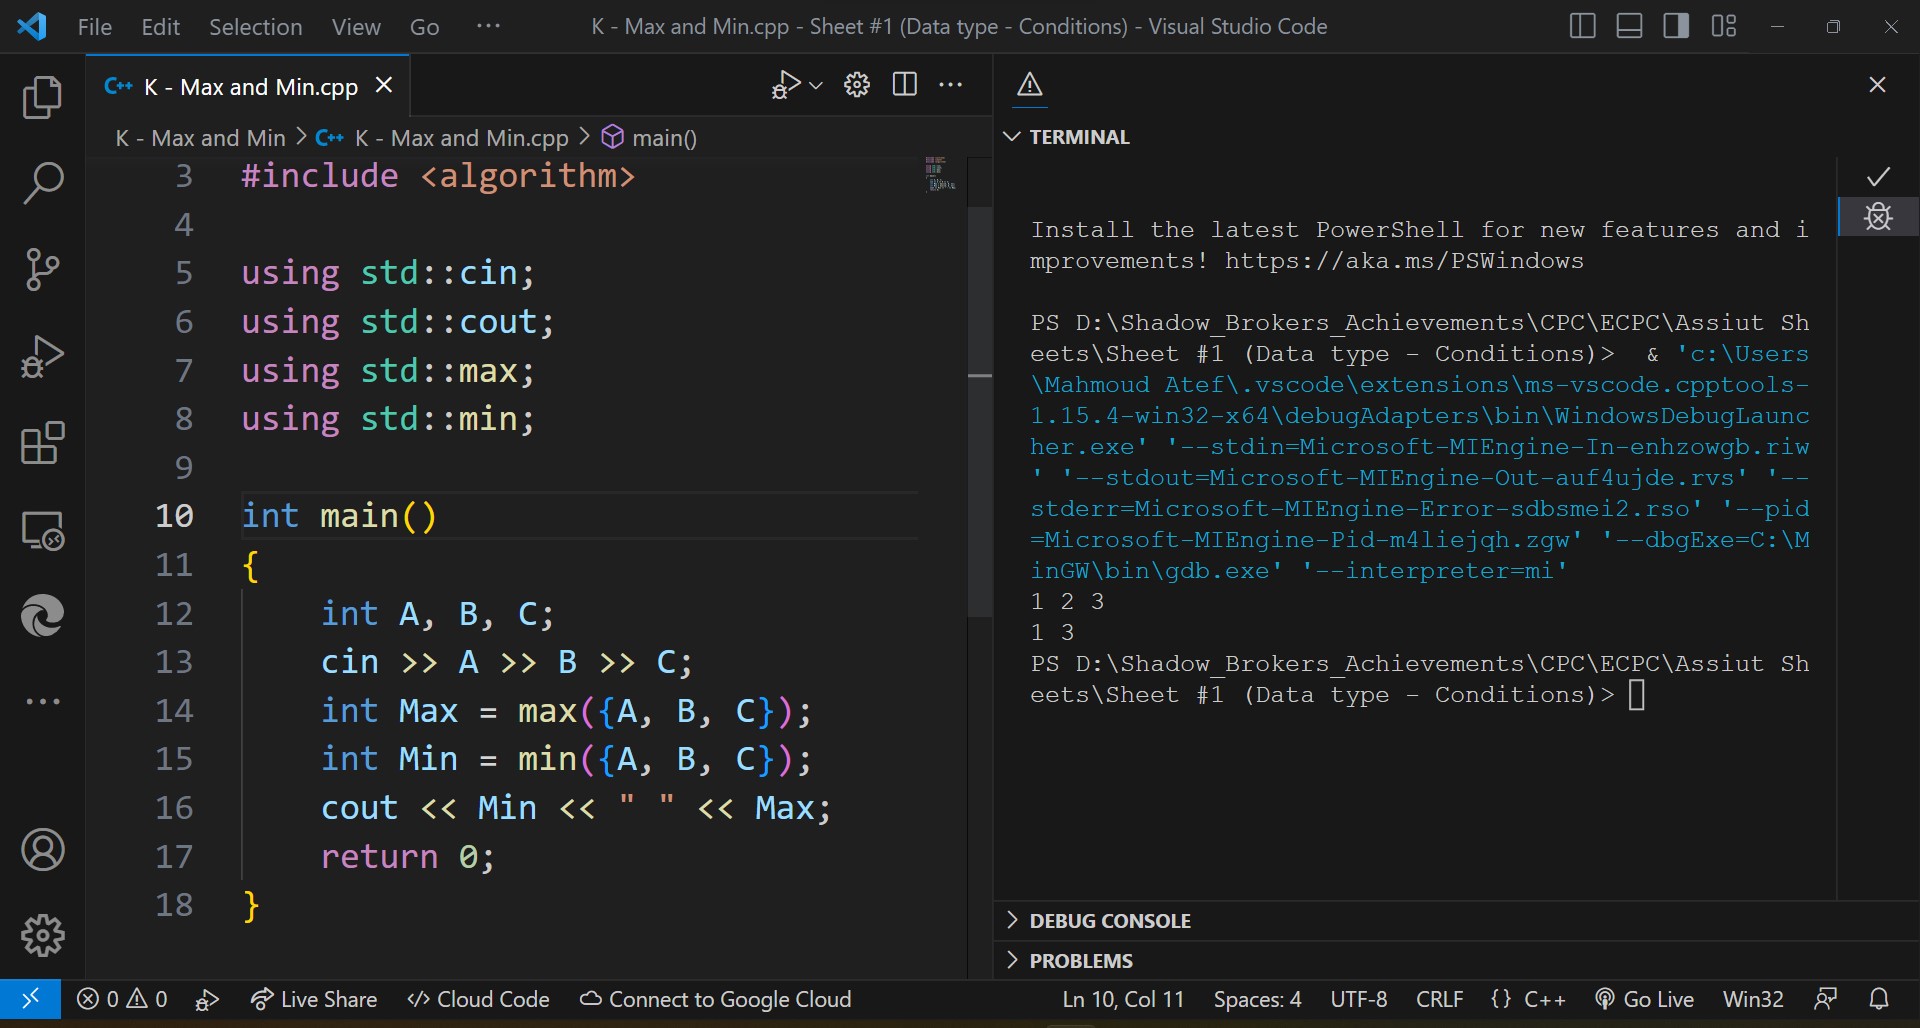 File Edit Selection View Go ··· K - Max and Min.cpp - Sheet #1 (Data type - Conditions) - Visual Studio Code
C++ K - Max and Min.cpp
K - Max and Min > C++ K - Max and Min.cpp > main()
3 #include <algorithm>
4
5 using std::cin;
6 using std::cout;
7 using std::max;
8 using std::min;
9
10 int main()
11 {
12 int A, B, C;
13 cin >> A >> B >> C;
14 int Max = max({A, B, C});
15 int Min = min({A, B, C});
16 cout << Min << " " << Max;
17 return 0;
18 }
TERMINAL
Install the latest PowerShell for new features and i
mprovements! https://aka.ms/PSWindows
PS D:\Shadow_Brokers_Achievements\CPC\ECPC\Assiut Sh
eets\Sheet #1 (Data type - Conditions)> & 'c:\Users
\Mahmoud Atef\.vscode\extensions\ms-vscode.cpptools-
1.15.4-win32-x64\debugAdapters\bin\WindowsDebugLaunc
her.exe' '--stdin=Microsoft-MIEngine-In-enhzowgb.riw
' '--stdout=Microsoft-MIEngine-Out-auf4ujde.rvs' '--
stderr=Microsoft-MIEngine-Error-sdbsmei2.rso' '--pid
=Microsoft-MIEngine-Pid-m4liejqh.zgw' '--dbgExe=C:\M
inGW\bin\gdb.exe' '--interpreter=mi'
1 2 3
1 3
PS D:\Shadow_Brokers_Achievements\CPC\ECPC\Assiut Sh
eets\Sheet #1 (Data type - Conditions)>
DEBUG CONSOLE
PROBLEMS
0 0 Live Share Cloud Code Connect to Google Cloud Ln 10, Col 11 Spaces: 4 UTF-8 CRLF {} C++ Go Live Win32